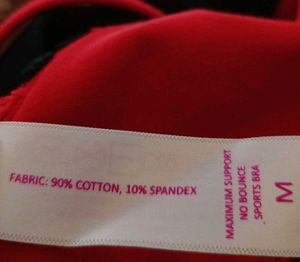 FABRIC: 90% COTTON, 10% SPANDEX
MAXIMUM SUPPORT
NO BOUNCE
SPORTS BRA
M